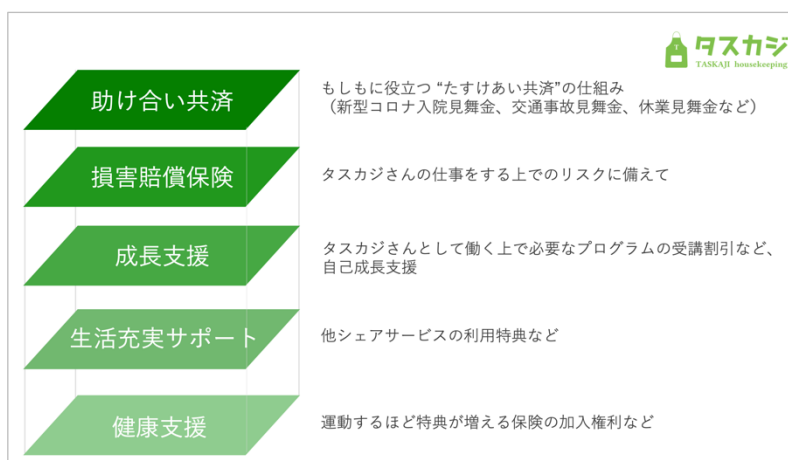 タスカジ
TASKAJI housekeeping
助け合い共済
もしもに役立つ “たすけあい共済”の仕組み
（新型コロナ入院見舞金、交通事故見舞金、休業見舞金など）
損害賠償保険
タスカジさんの仕事をする上でのリスクに備えて
成長支援
タスカジさんとして働く上で必要なプログラムの受講割引など、
自己成長支援
生活充実サポート
他シェアサービスの利用特典など
健康支援
運動するほど特典が増える保険の加入権利など